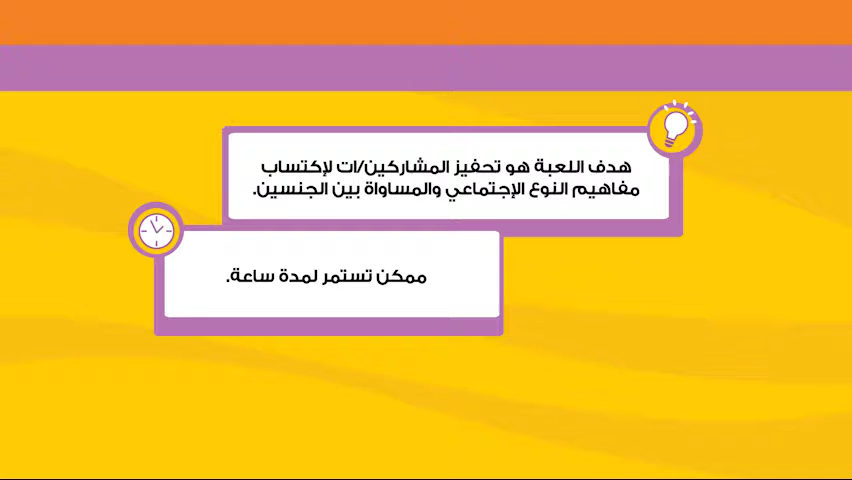 هدف اللعبة هو تحفيز المشاركين/ات لإكتساب
مفاهيم النوع الإجتماعي والمساواة بين الجنسين.
ممكن تستمر لمدة ساعة.